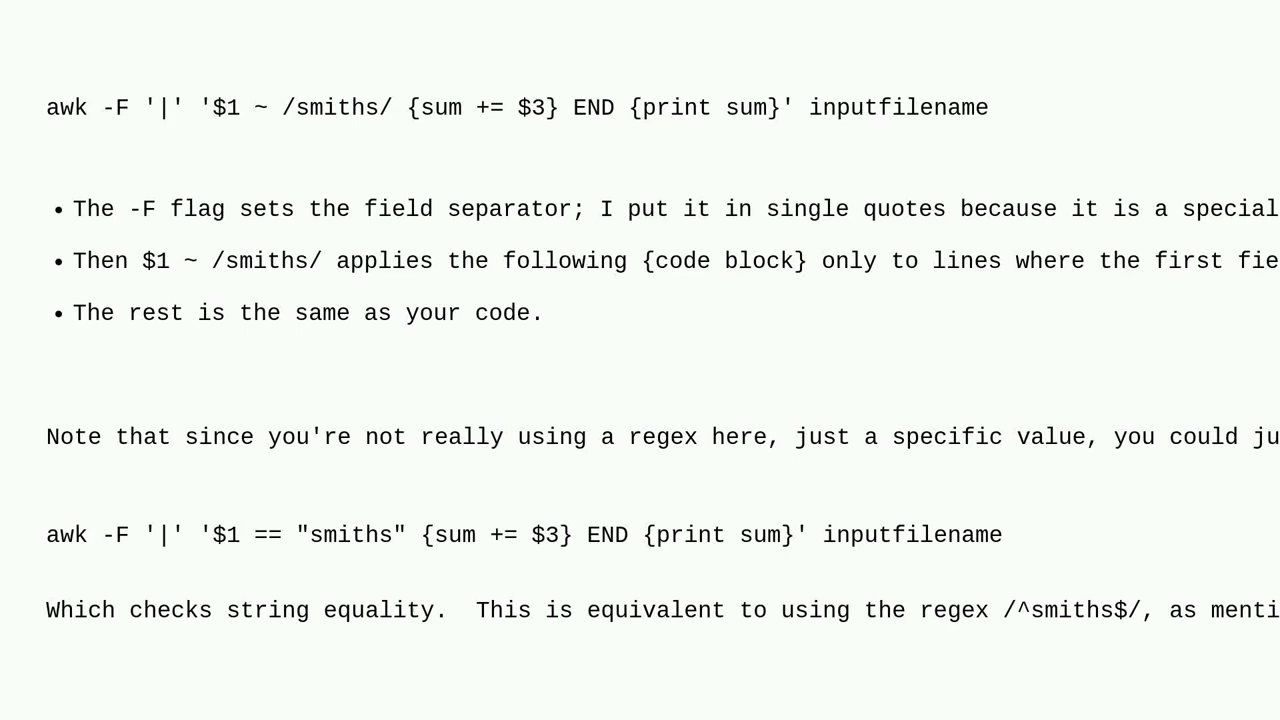 awk -F '|' '$1 ~ /smiths/ {sum += $3} END {print sum}' inputfilename
• The -F flag sets the field separator; I put it in single quotes because it is a special
• Then $1 ~ /smiths/ applies the following {code block} only to lines where the first fie
• The rest is the same as your code.
Note that since you're not really using a regex here, just a specific value, you could ju
awk -F '|' '$1 == "smiths" {sum += $3} END {print sum}' inputfilename
Which checks string equality.  This is equivalent to using the regex /^smiths$/, as menti